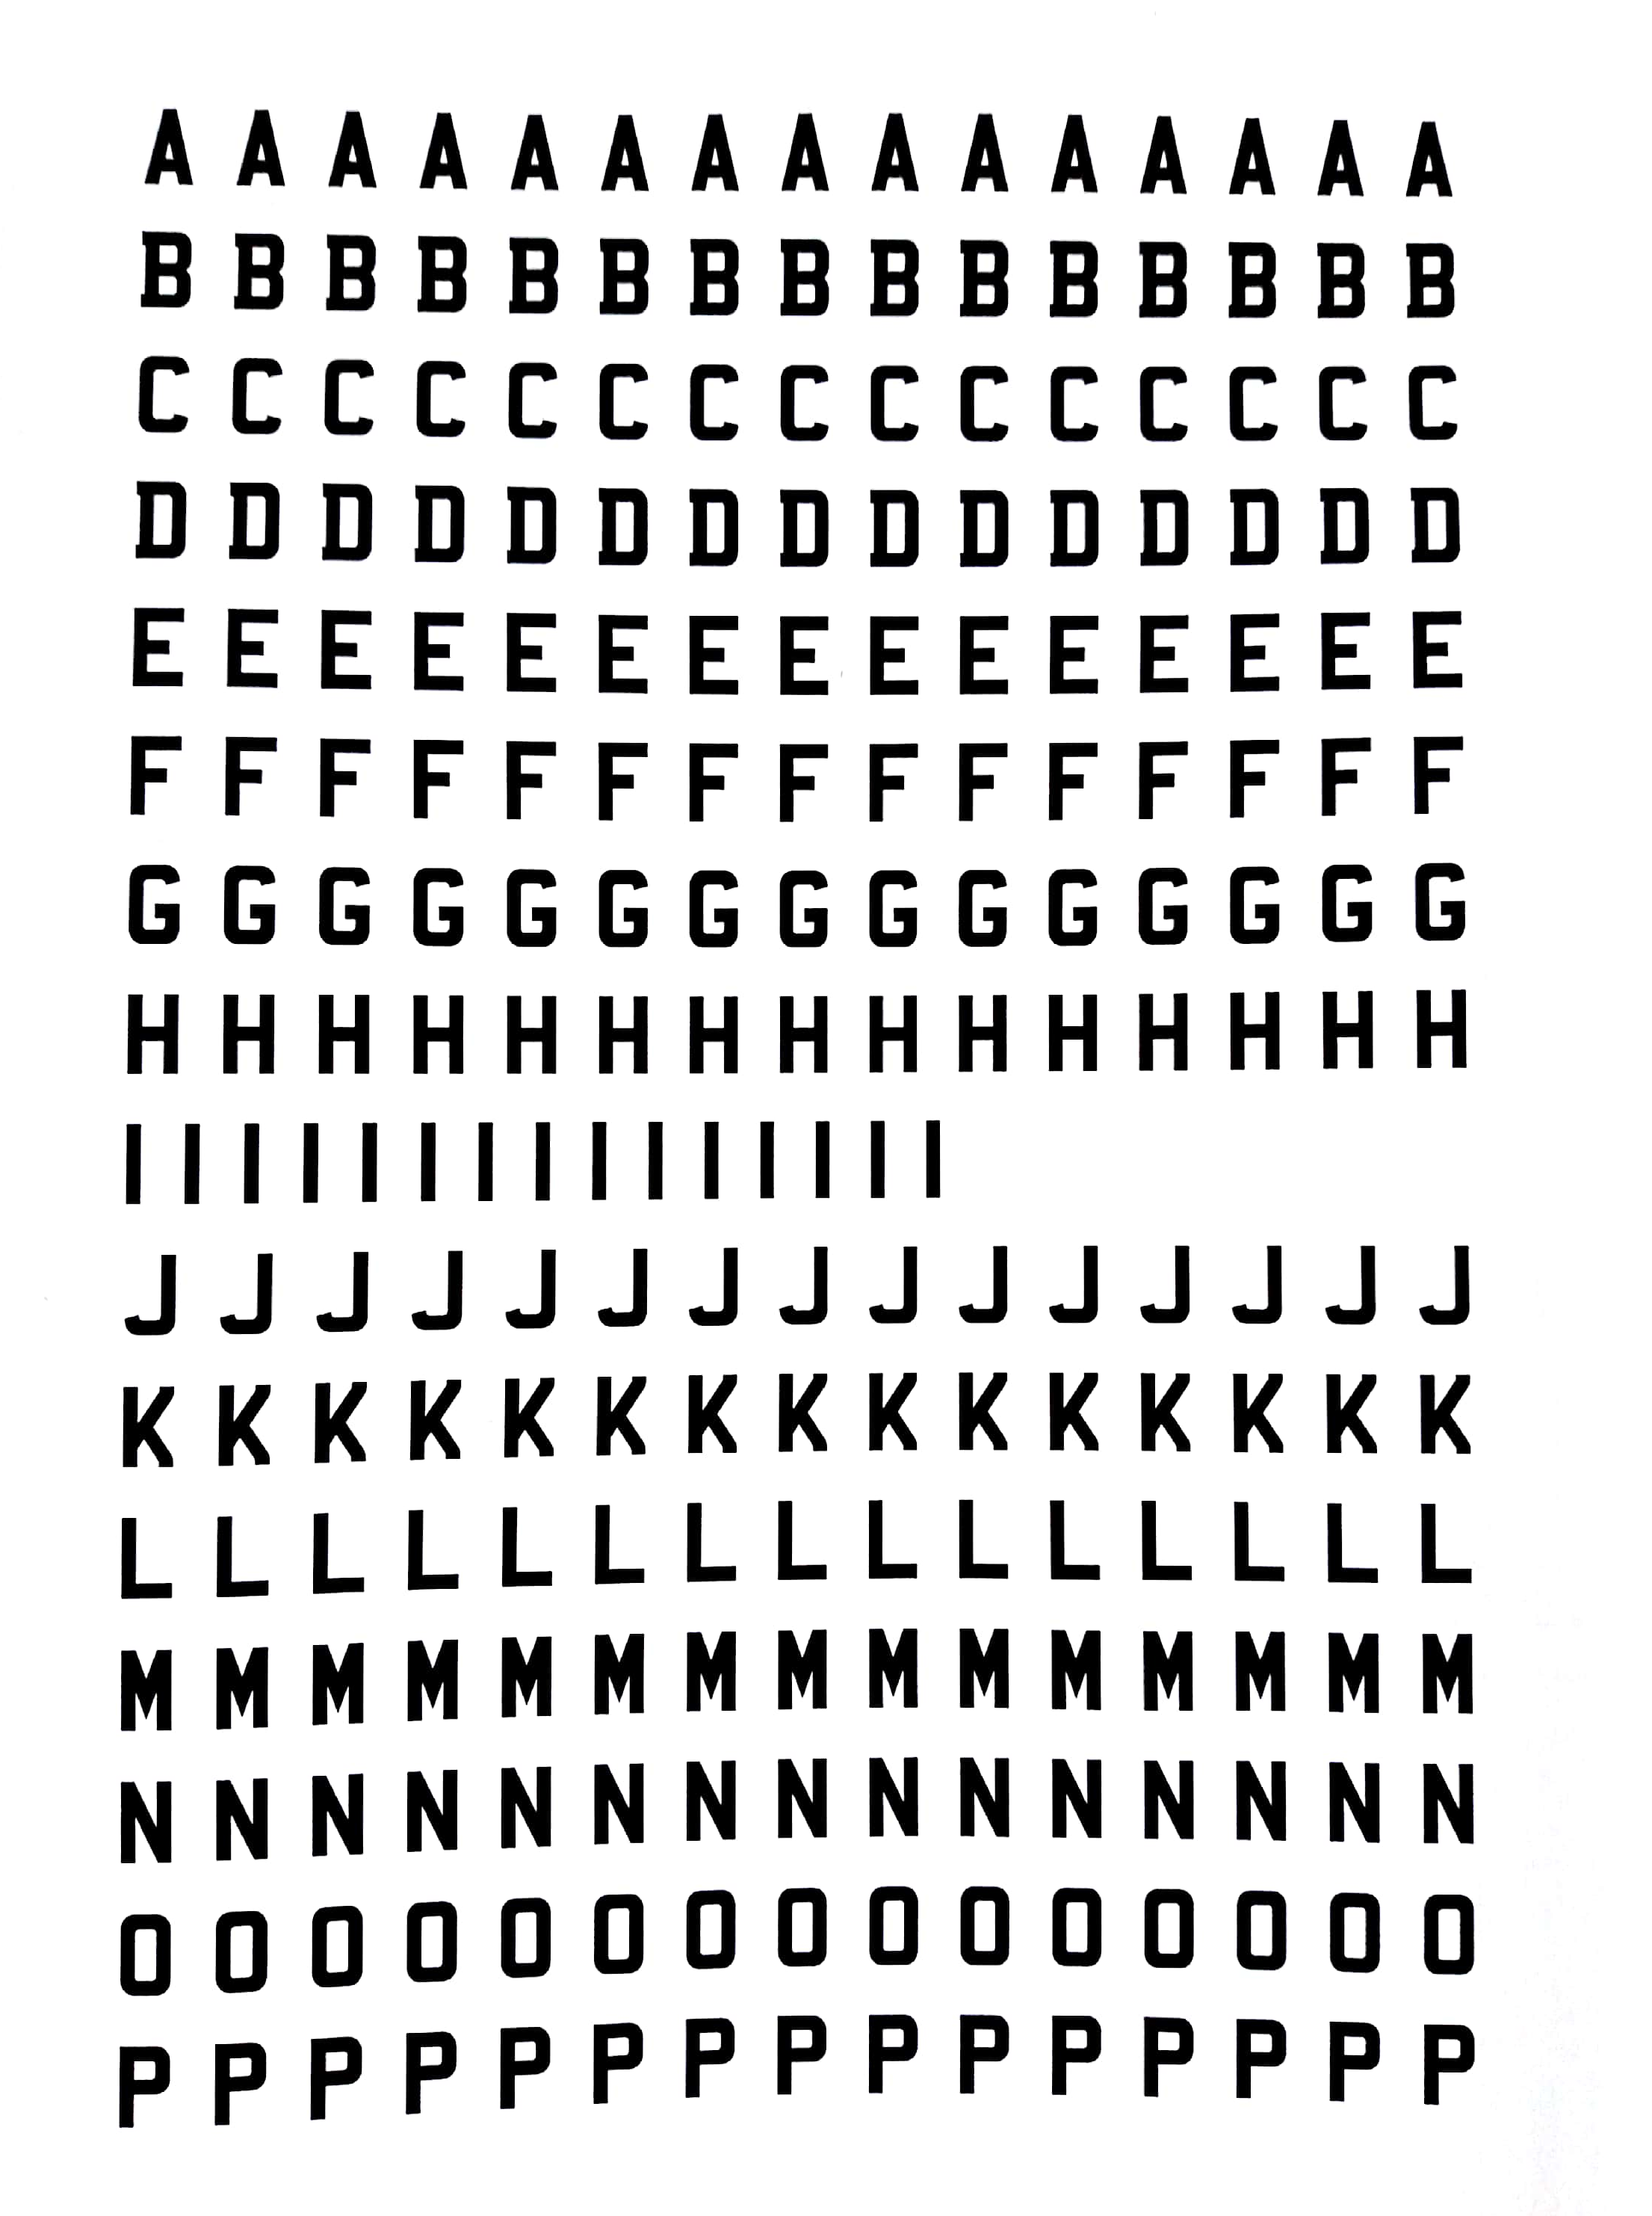 A A A A A A A A A A A A A A A
B B B B B B B B B B B B B B B
C C C C C C C C C C C C C C C
D D D D D D D D D D D D D D D
E E E E E E E E E E E E E E E
F F F F F F F F F F F F F F F
G G G G G G G G G G G G G G G
H H H H H H H H H H H H H H H
I I I I I I I I I I I I I I I
J J J J J J J J J J J J J J J
K K K K K K K K K K K K K K K
L L L L L L L L L L L L L L L
M M M M M M M M M M M M M M M
N N N N N N N N N N N N N N N
O O O O O O O O O O O O O O O
P P P P P P P P P P P P P P P